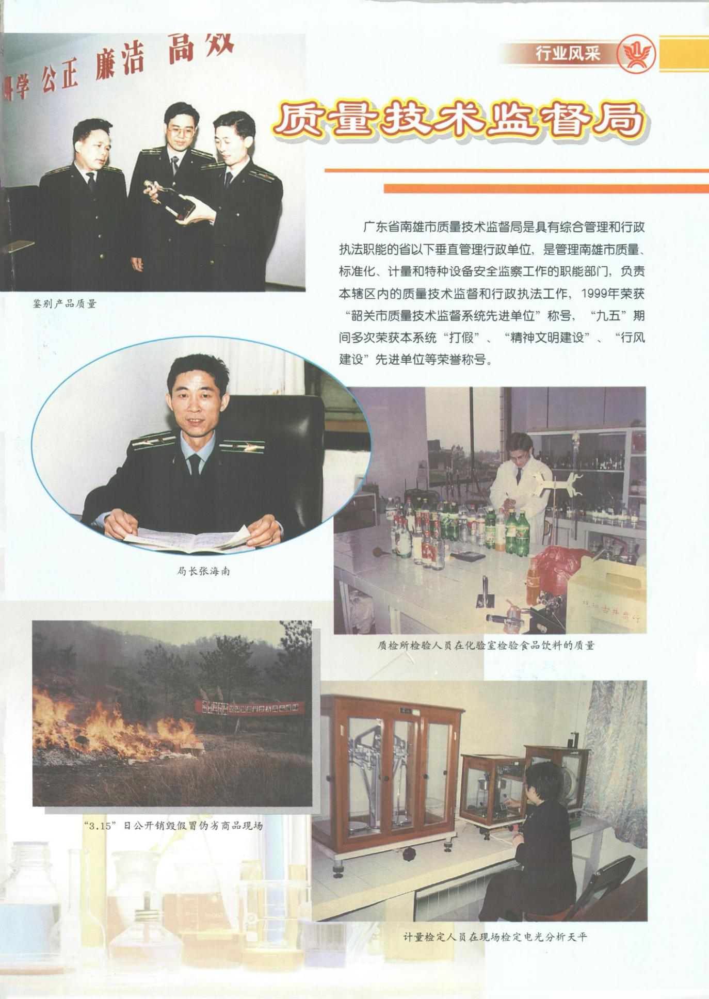 科学 公正 廉洁 高效
行业风采
质量技术监督局
广东省南雄市质量技术监督局是具有综合管理和行政
执法职能的省以下垂直管理行政单位，是管理南雄市质量、
标准化、计量和特种设备安全监察工作的职能部门，负责
本辖区内的质量技术监督和行政执法工作，1999年荣获
“韶关市质量技术监督系统先进单位”称号，“九五”期
间多次荣获本系统“打假”、“精神文明建设”、“行风
建设”先进单位等荣誉称号。
鉴别产品质量
局长张海南
质检所检验人员在化验室检验食品饮料的质量
“3.15”日公开销毁假冒伪劣商品现场
500ml
计量检定人员在现场检定电光分析天平